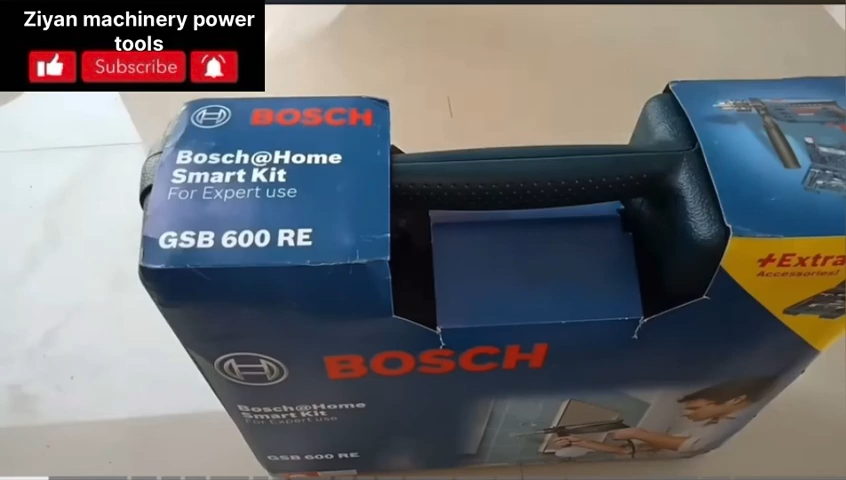 Ziyan machinery power
tools
Subscribe
BOSCH
Bosch@Home
Smart Kit
For Expert use
GSB 600 RE
+Extra
Accessories!
BOSCH
Bosch@Home
Smart Kit
For Expert use
GSB 600 RE